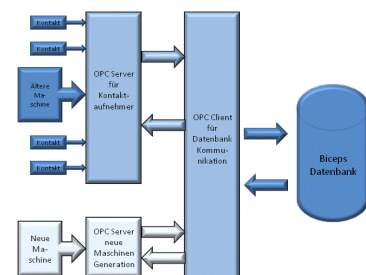 Kontakt
Kontakt
Ältere
Ma-
schine
Kontakt
Kontakt
OPC Server
für
Kontakt-
aufnehmer
OPC Client
für
Datenbank
Kommu-
nikation
Biceps
Datenbank
Neue
Ma-
schine
OPC Server
neue
Maschinen
Generation